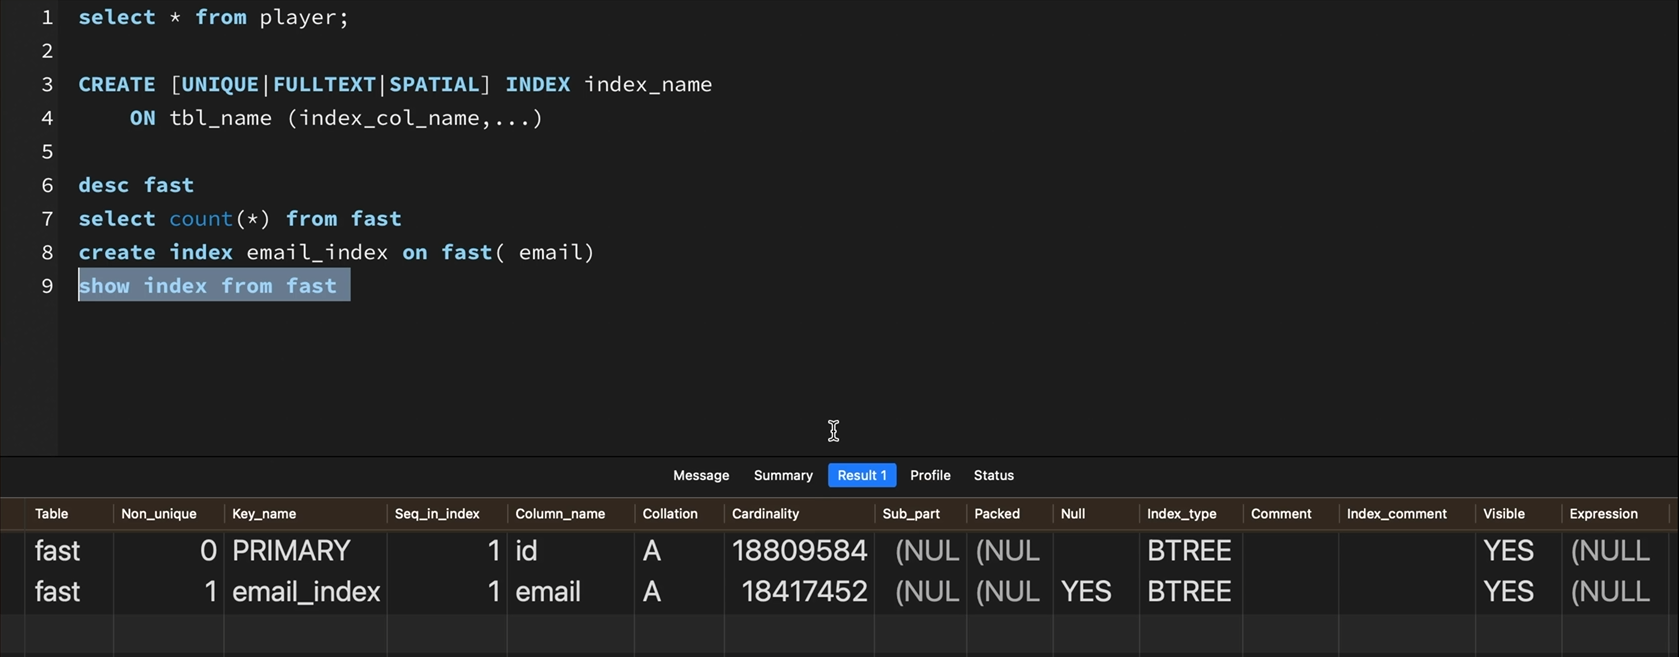 1 select * from player;
2
3 CREATE [UNIQUE|FULLTEXT|SPATIAL] INDEX index_name
4 ON tbl_name (index_col_name,...)
5
6 desc fast
7 select count(*) from fast
8 create index email_index on fast( email)
9 show index from fast
Message Summary Result 1 Profile Status
Table Non_unique Key_name Seq_in_index Column_name Collation Cardinality Sub_part Packed Null Index_type Comment Index_comment Visible Expression
fast 0 PRIMARY 1 id A 18809584 (NUL (NUL BTREE YES (NULL
fast 1 email_index 1 email A 18417452 (NUL (NUL YES BTREE YES (NULL